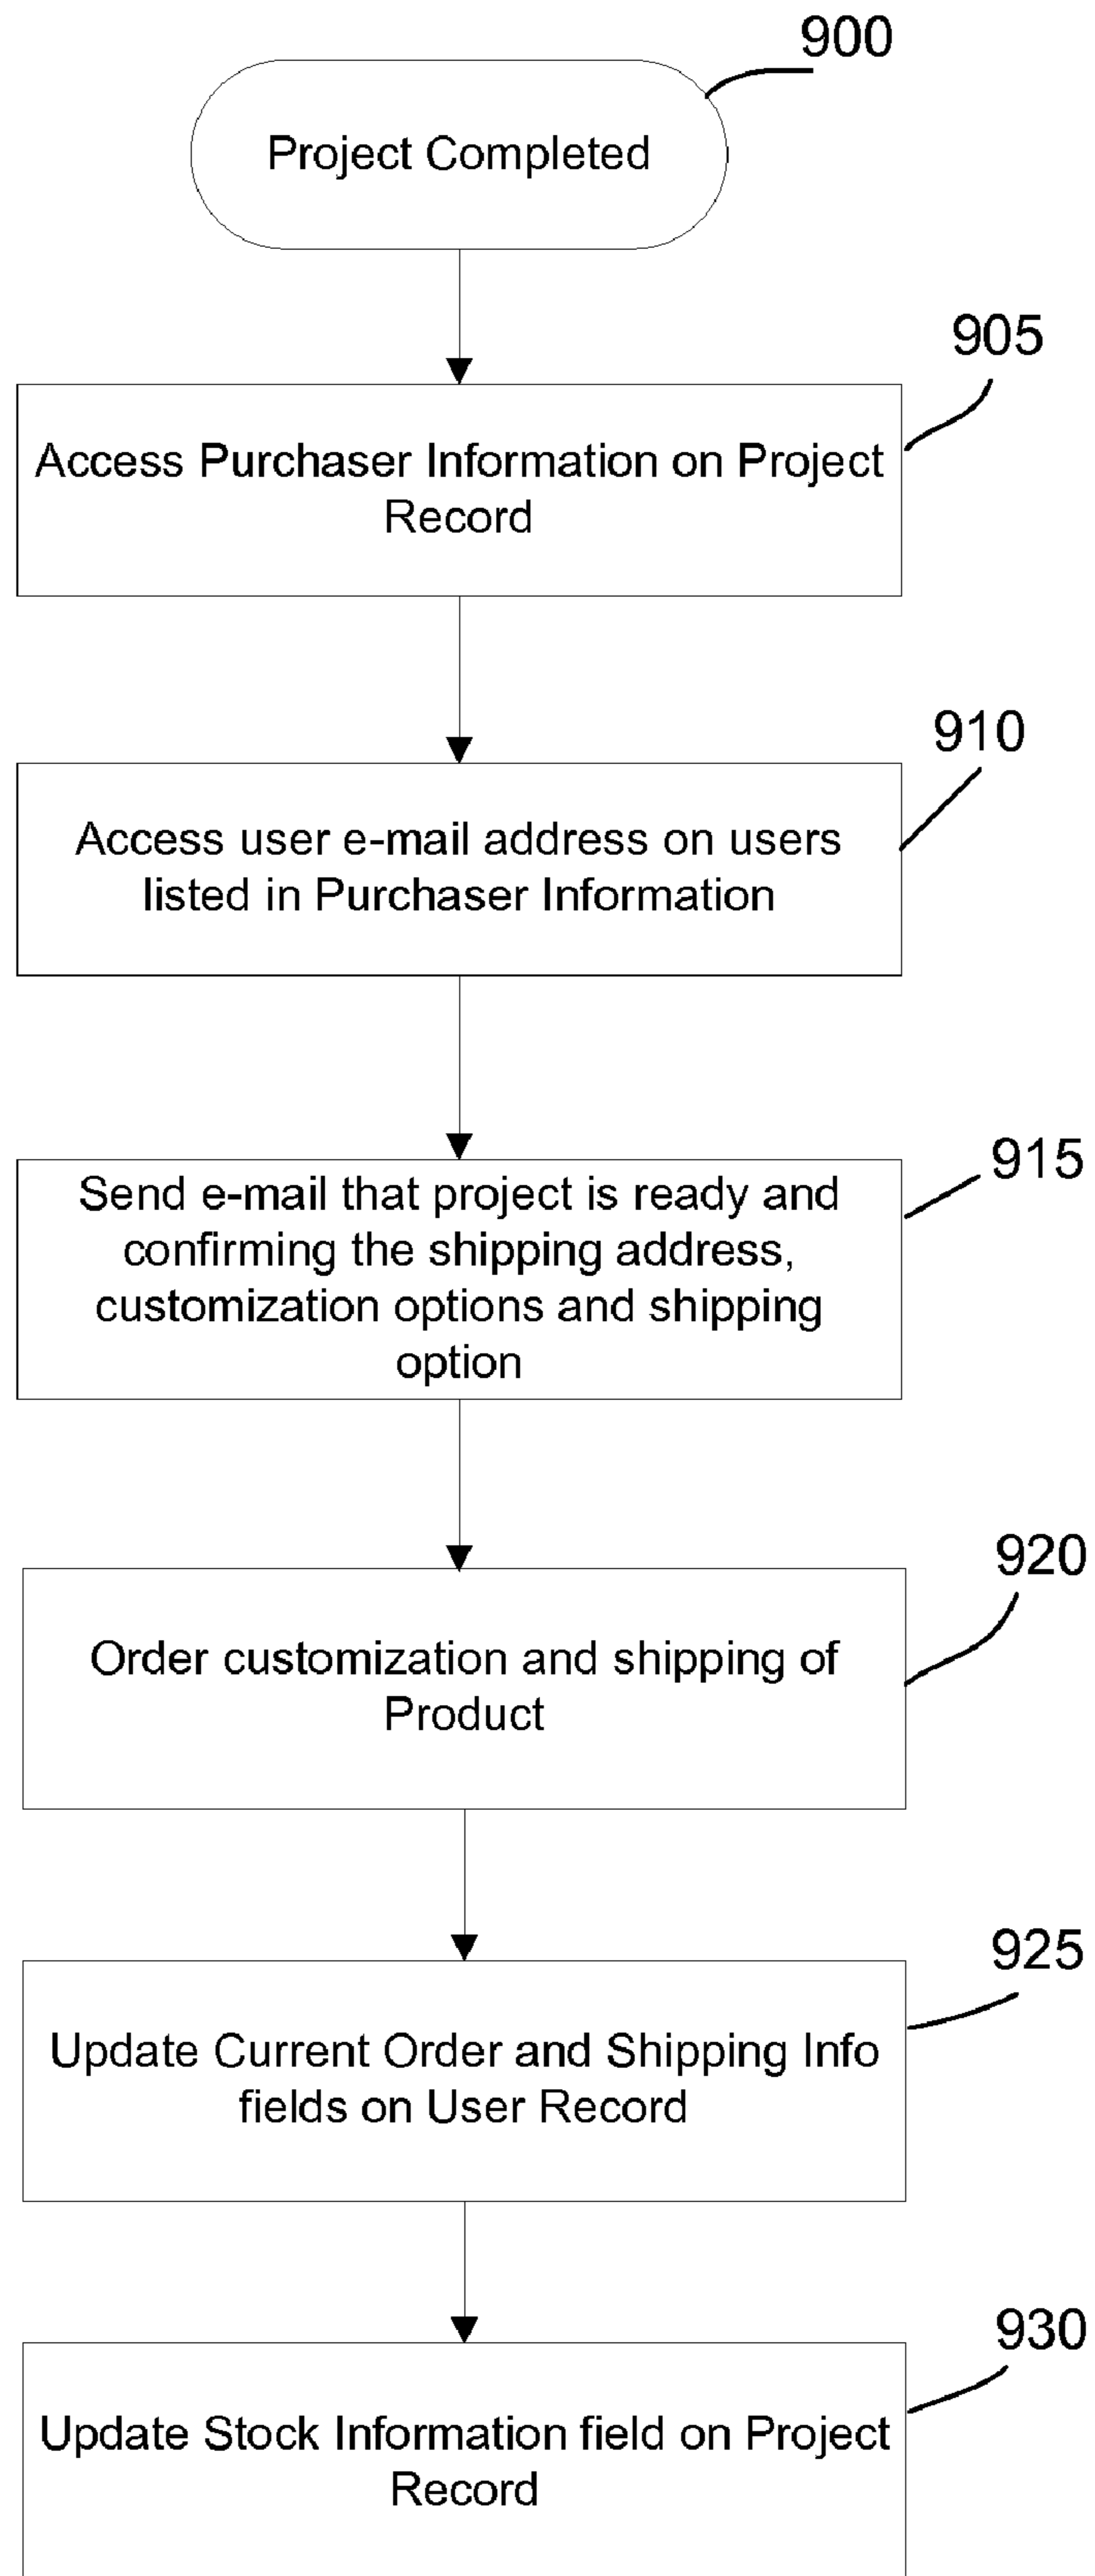 900
Project Completed
905
Access Purchaser Information on Project
Record
910
Access user e-mail address on users
listed in Purchaser Information
915
Send e-mail that project is ready and
confirming the shipping address,
customization options and shipping
option
920
Order customization and shipping of
Product
925
Update Current Order and Shipping Info
fields on User Record
930
Update Stock Information field on Project
Record